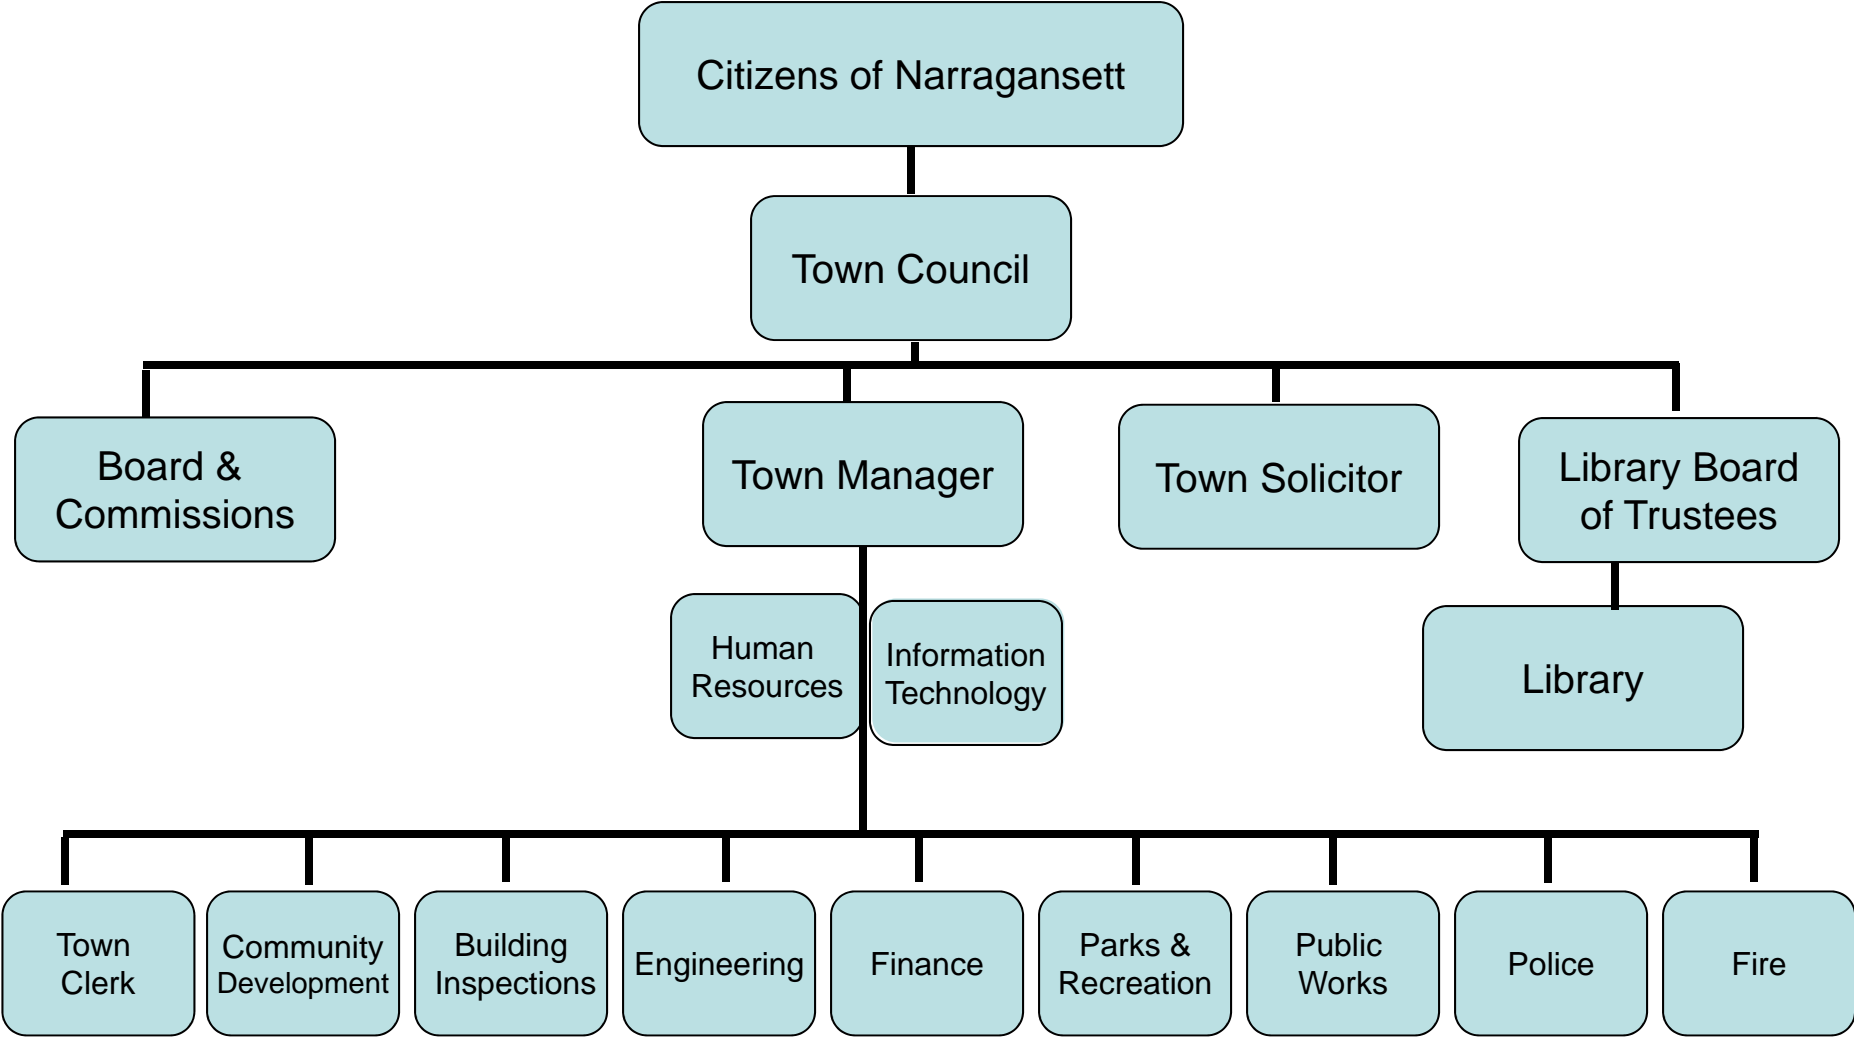 Citizens of Narragansett
Town Council
Board &
Commissions
Town Manager
Town Solicitor
Library Board
of Trustees
Human
Resources
Information
Technology
Library
Town
Clerk
Community
Development
Building
Inspections
Engineering
Finance
Parks &
Recreation
Public
Works
Police
Fire